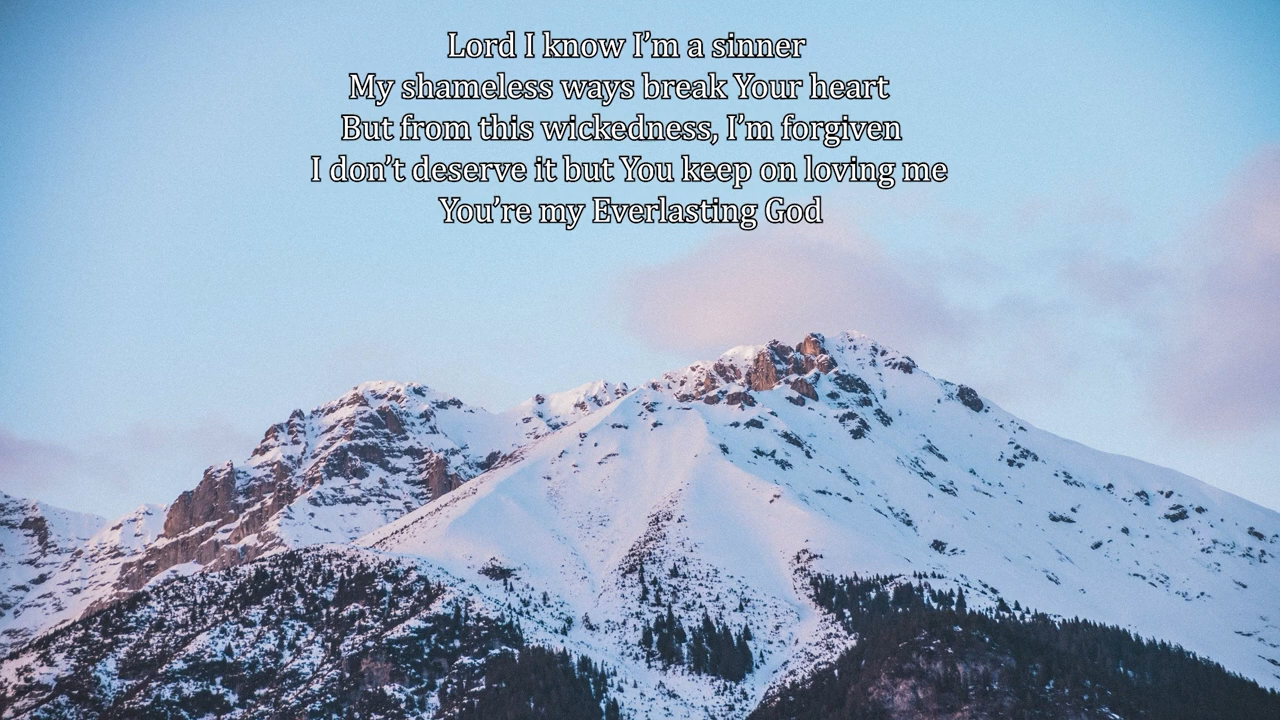 Lord I know I’m a sinner
My shameless ways break Your heart
But from this wickedness, I’m forgiven
I don’t deserve it but You keep on loving me
You’re my Everlasting God